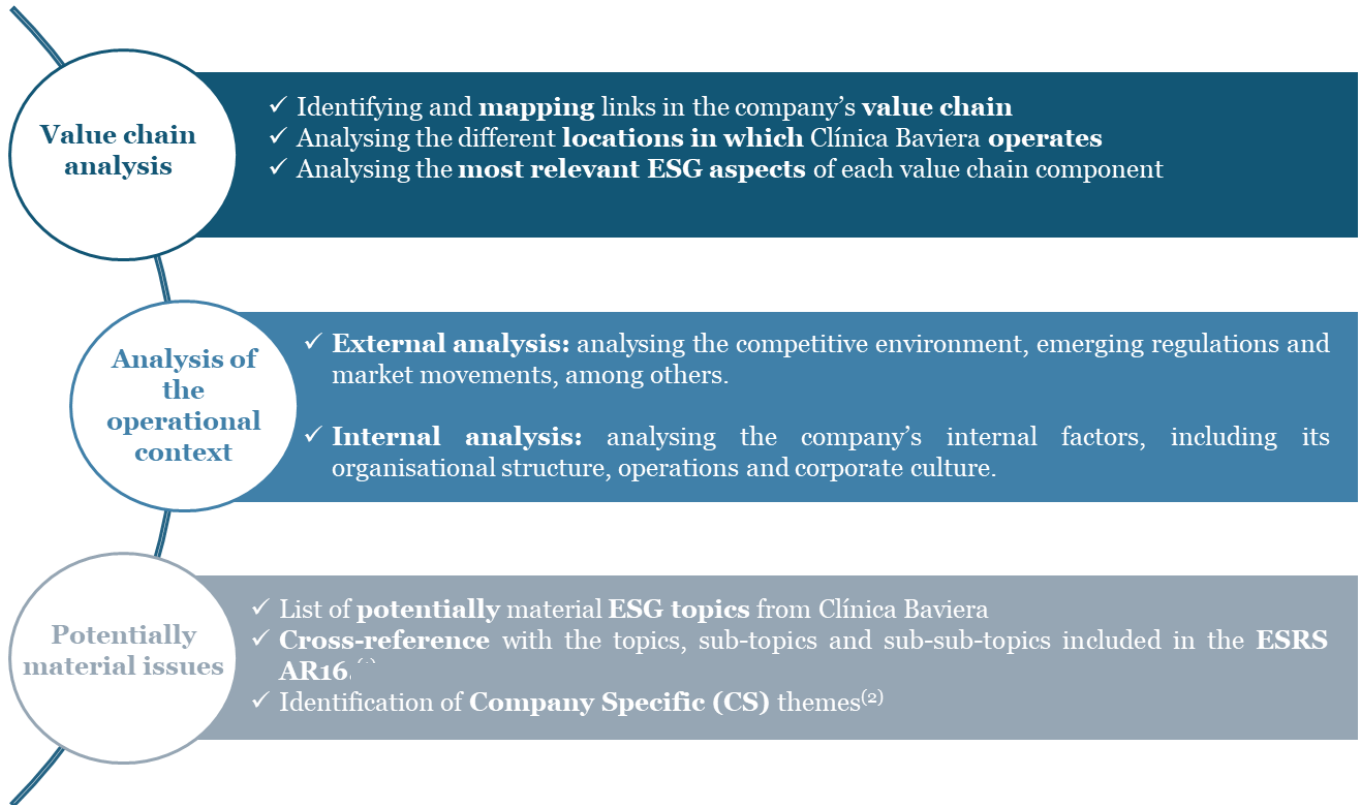 Value chain
analysis
✓ Identifying and mapping links in the company’s value chain
✓ Analysing the different locations in which Clínica Baviera operates
✓ Analysing the most relevant ESG aspects of each value chain component
Analysis of
the
operational
context
✓ External analysis: analysing the competitive environment, emerging regulations and
market movements, among others.
✓ Internal analysis: analysing the company’s internal factors, including its
organisational structure, operations and corporate culture.
Potentially
material issues
✓ List of potentially material ESG topics from Clínica Baviera
✓ Cross-reference with the topics, sub-topics and sub-sub-topics included in the ESRS
AR16.
✓ Identification of Company Specific (CS) themes(2)